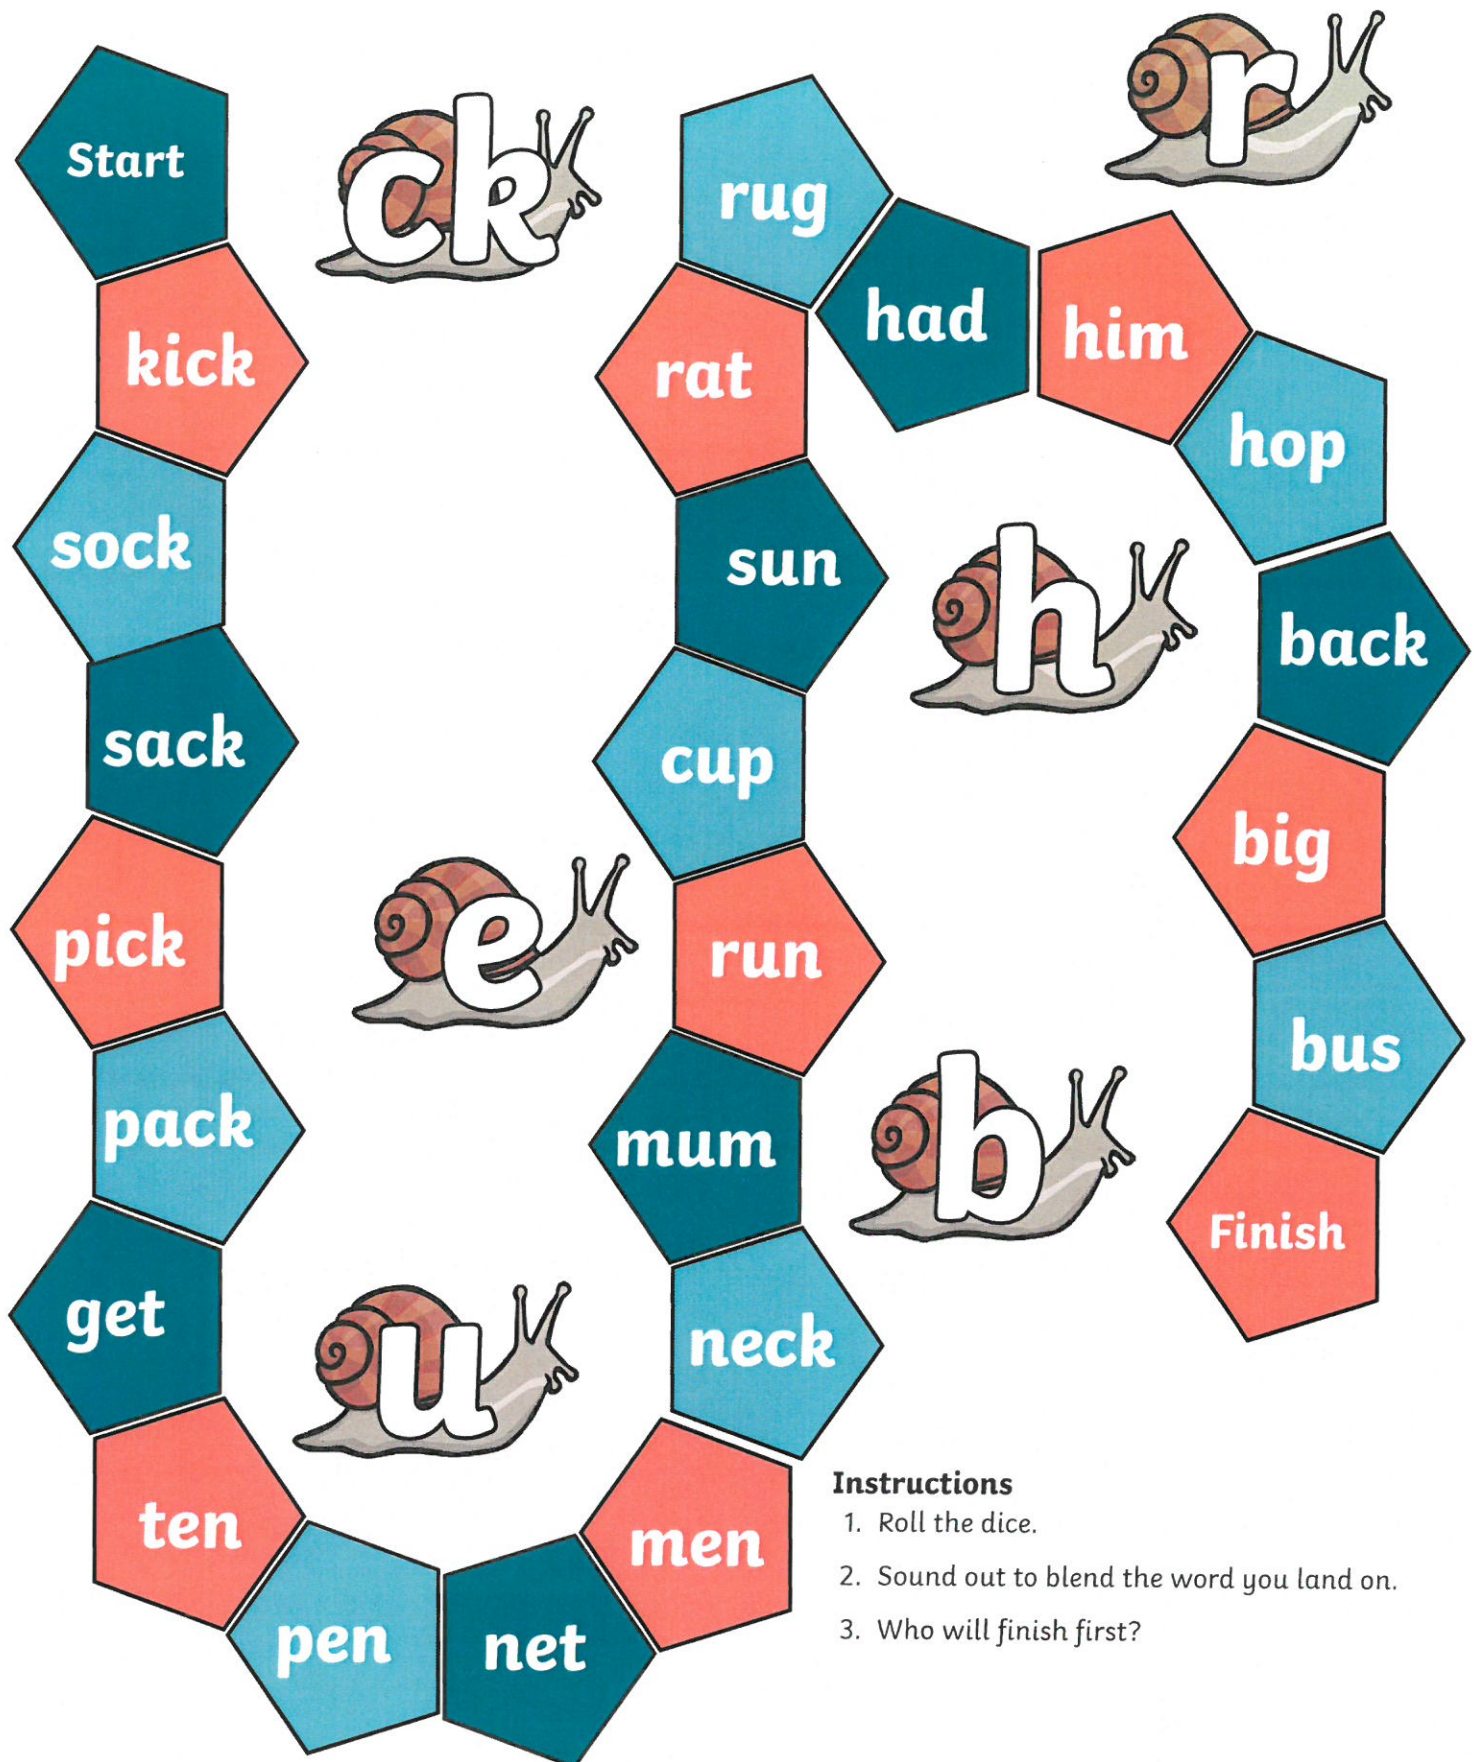 Start
kick
sock
sack
pick
pack
get
ten
pen
net
men
neck
mum
run
cup
sun
rat
rug
had
him
hop
back
big
bus
Finish
ck
r
h
e
b
u
Instructions
1. Roll the dice.
2. Sound out to blend the word you land on.
3. Who will finish first?